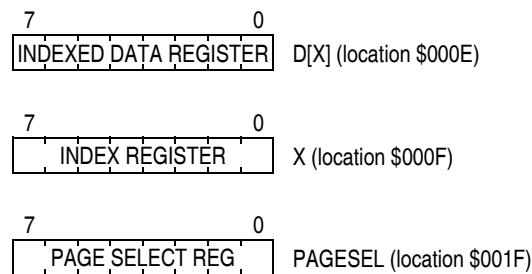 7 0
INDEXED DATA REGISTER D[X] (location $000E)
7 0
INDEX REGISTER X (location $000F)
7 0
PAGE SELECT REG PAGESEL (location $001F)